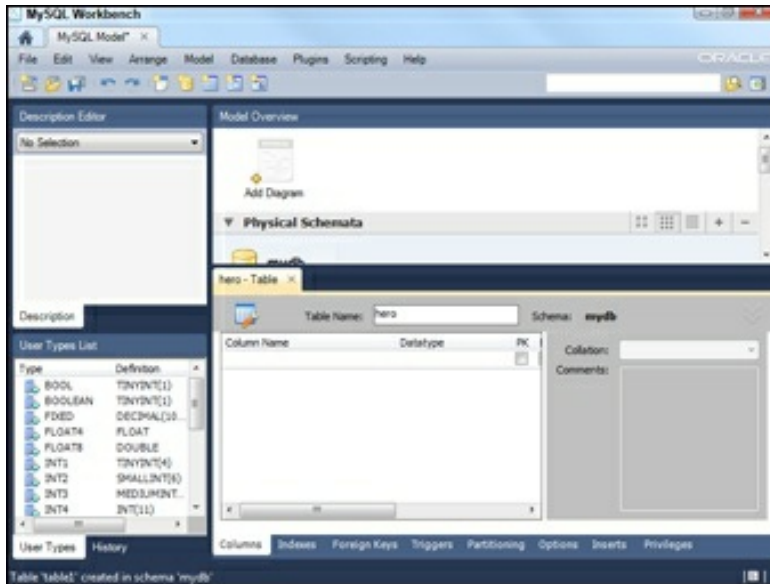 MySQL Workbench
MySQL Model* ×
File Edit View Arrange Model Database Plugins Scripting Help
ORACLE
Description Editor
No Selection
Description
Model Overview
Add Diagram
Physical Schemata
mydb
hero - Table ×
Table Name: hero
Schema: mydb
Column Name Datatype PK
Collation:
Comments:
User Types List
Type Definition
BOOL TINYINT(1)
BOOLEAN TINYINT(1)
FIXED DECIMAL(10...
FLOAT4 FLOAT
FLOAT8 DOUBLE
INT1 TINYINT(4)
INT2 SMALLINT(6)
INT3 MEDIUMINT...
INT4 INT(11)
User Types History
Columns Indexes Foreign Keys Triggers Partitioning Options Inserts Privileges
Table 'table1' created in schema 'mydb'